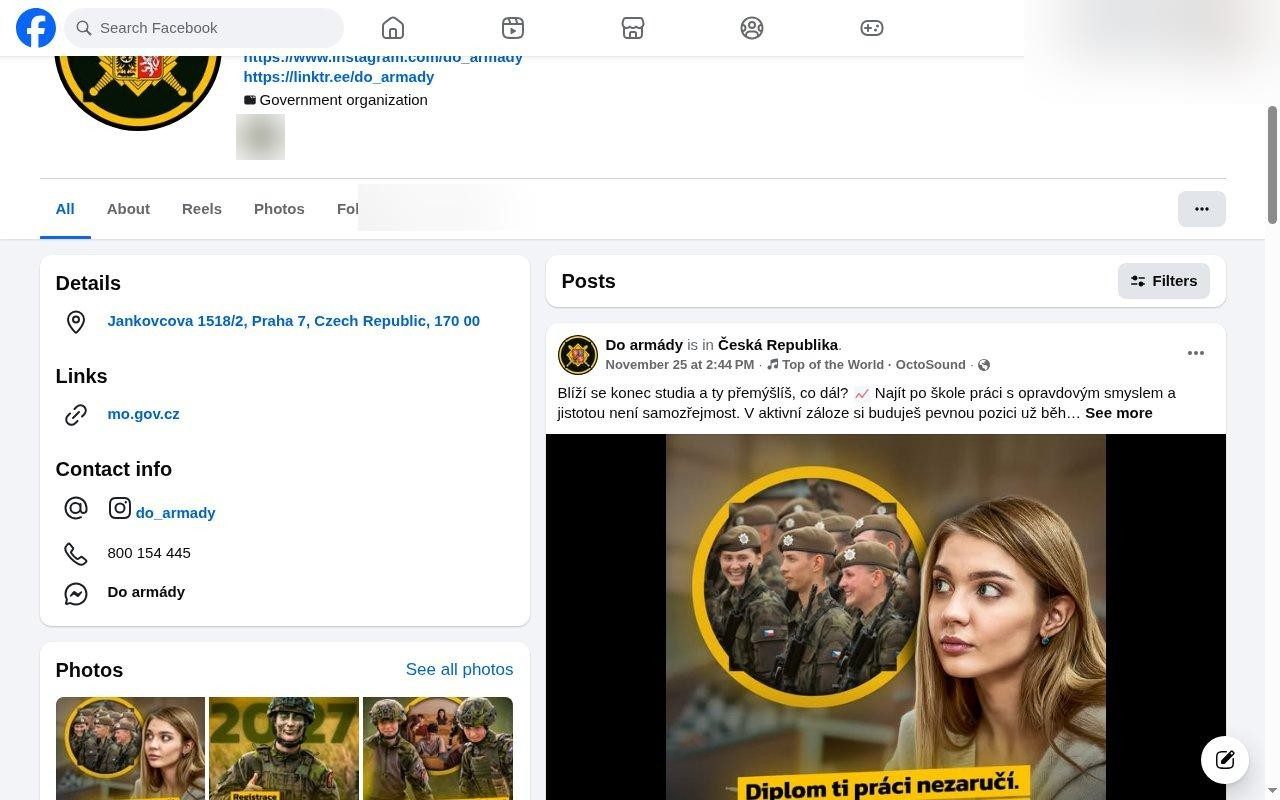 Search Facebook
https://www.instagram.com/do_armady
https://linktr.ee/do_armady
Government organization
All
About
Reels
Photos
Details
Jankovcova 1518/2, Praha 7, Czech Republic, 170 00
Links
mo.gov.cz
Contact info
do_armady
800 154 445
Do armády
Photos
See all photos
2027
Registrace
Posts
Filters
Do armády is in Česká Republika.
November 25 at 2:44 PM · Top of the World · OctoSound ·
Blíží se konec studia a ty přemýšlíš, co dál? 📈 Najít po škole práci s opravdovým smyslem a
jistotou není samozřejmost. V aktivní záloze si buduješ pevnou pozici už běh… See more
Diplom ti práci nezaručí.